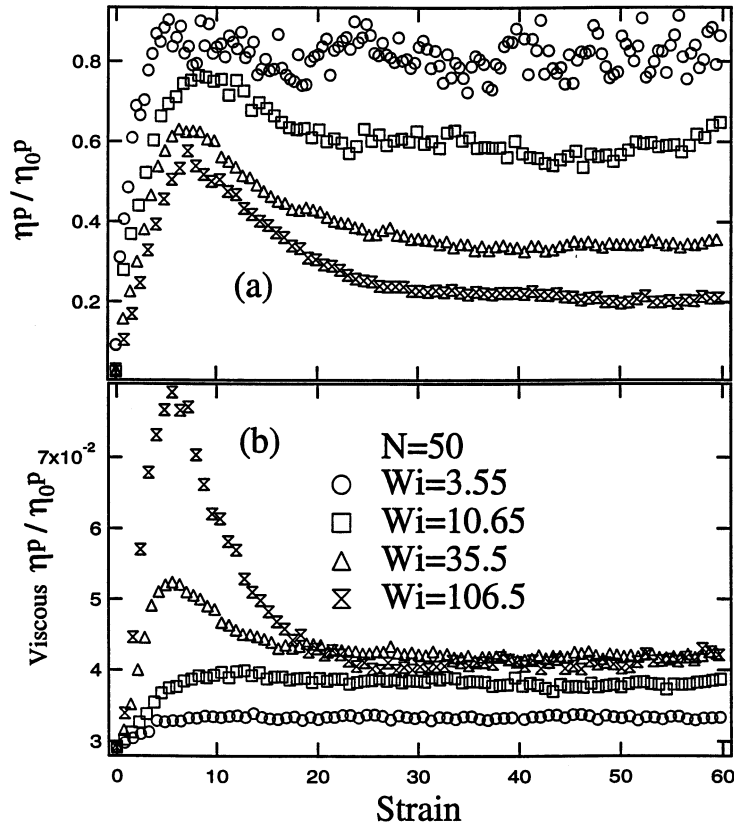 0.8
0.6
0.4
0.2
ηp / η0p
(a)
7x10-2
6
5
4
3
Viscous ηp / η0p
(b)
N=50
Wi=3.55
Wi=10.65
Wi=35.5
Wi=106.5
0 10 20 30 40 50 60
Strain